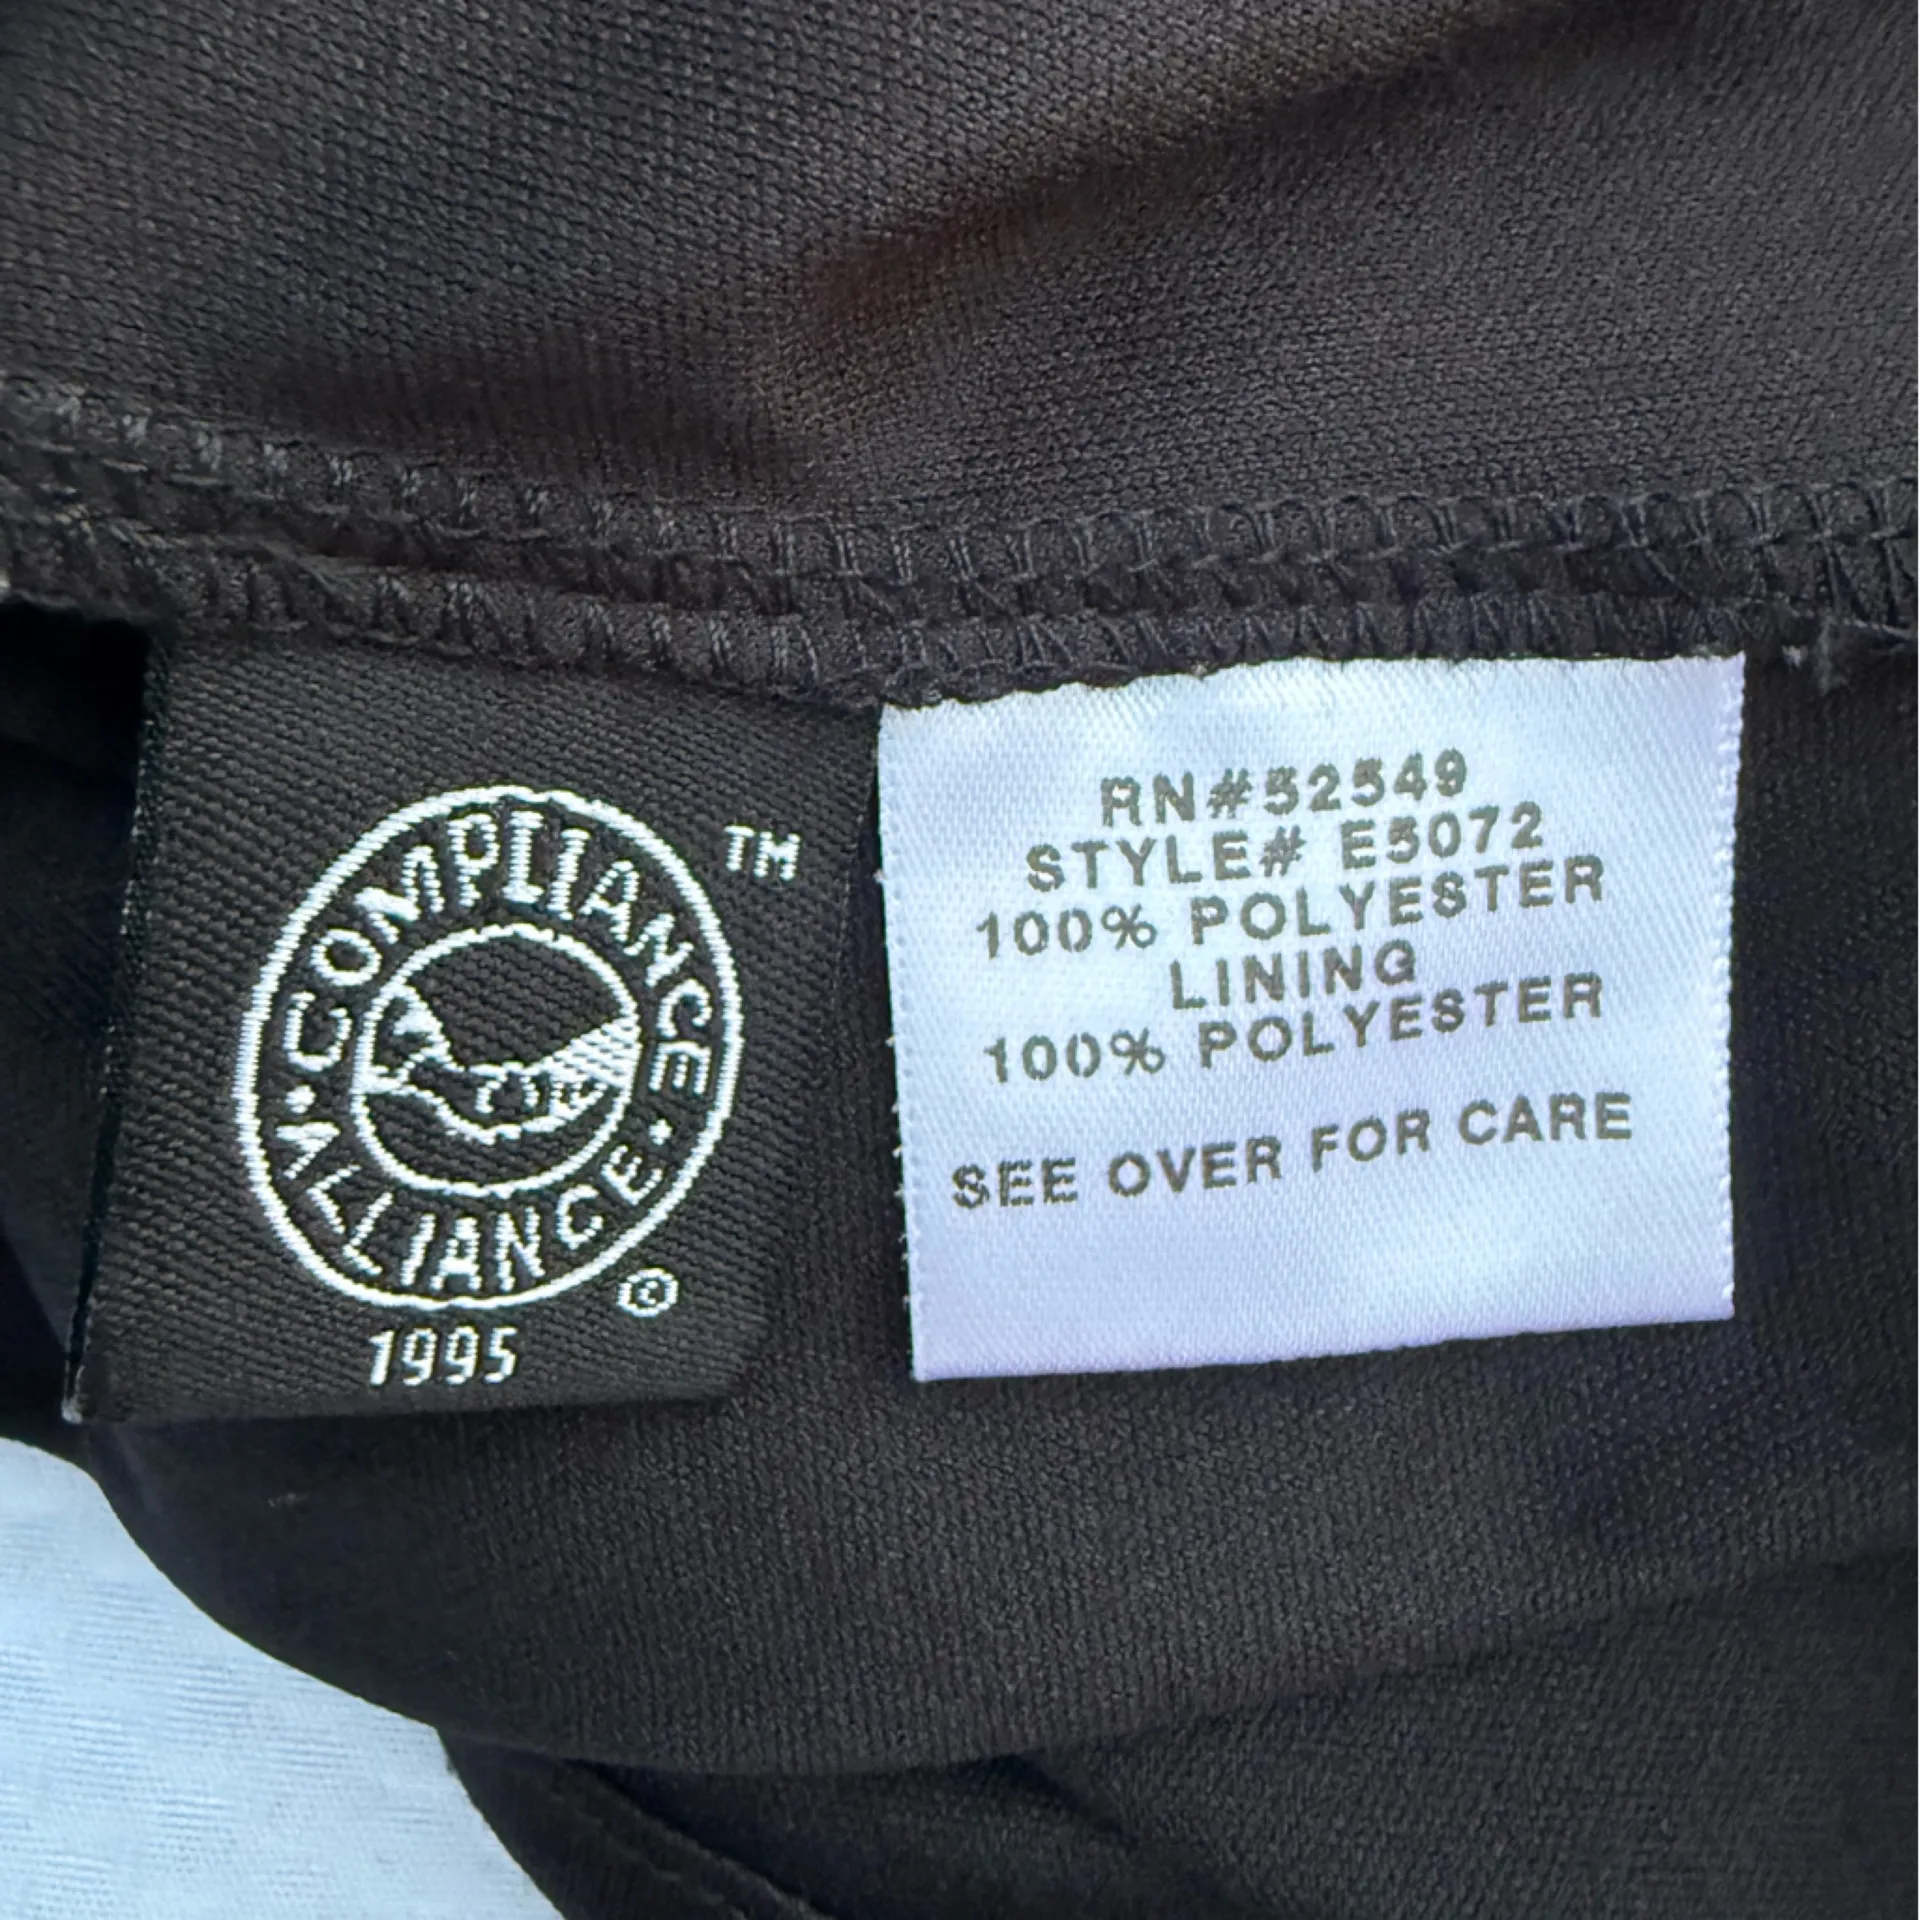 COMPLIANCE
ALLIANCE
TM
©
1995
RN#52549
STYLE# E5072
100% POLYESTER
LINING
100% POLYESTER
SEE OVER FOR CARE